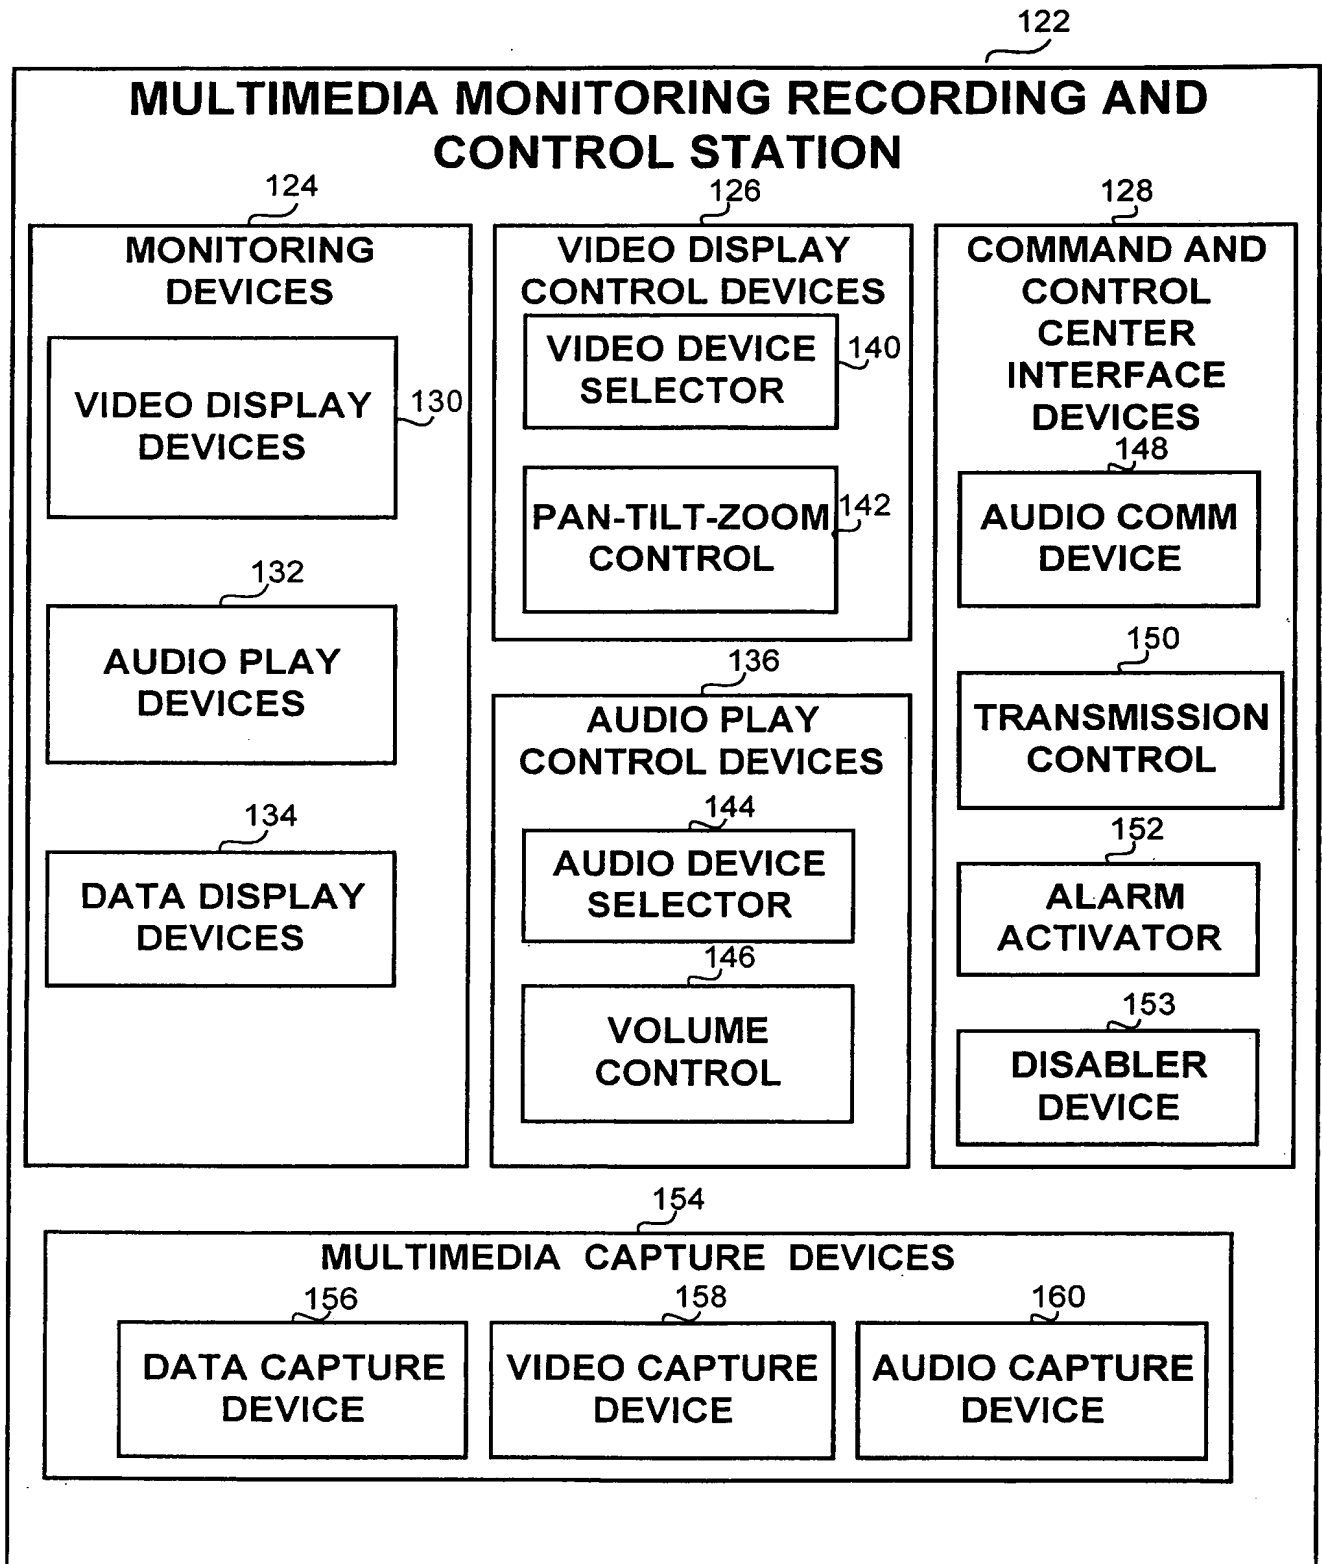 122
MULTIMEDIA MONITORING RECORDING AND
CONTROL STATION
124
MONITORING
DEVICES
VIDEO DISPLAY
DEVICES
130
132
AUDIO PLAY
DEVICES
134
DATA DISPLAY
DEVICES
126
VIDEO DISPLAY
CONTROL DEVICES
VIDEO DEVICE
SELECTOR
140
PAN-TILT-ZOOM
CONTROL
142
136
AUDIO PLAY
CONTROL DEVICES
144
AUDIO DEVICE
SELECTOR
146
VOLUME
CONTROL
128
COMMAND AND
CONTROL
CENTER
INTERFACE
DEVICES
148
AUDIO COMM
DEVICE
150
TRANSMISSION
CONTROL
152
ALARM
ACTIVATOR
153
DISABLER
DEVICE
154
MULTIMEDIA CAPTURE DEVICES
156
DATA CAPTURE
DEVICE
158
VIDEO CAPTURE
DEVICE
160
AUDIO CAPTURE
DEVICE